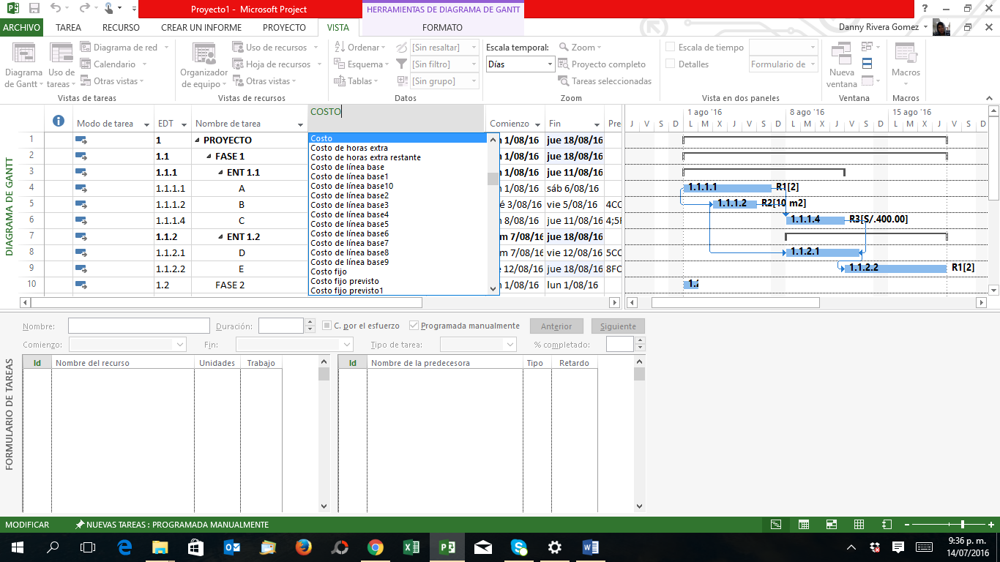 Proyecto1 - Microsoft Project
HERRAMIENTAS DE DIAGRAMA DE GANTT
ARCHIVO TAREA RECURSO CREAR UN INFORME PROYECTO VISTA FORMATO
Danny Rivera Gomez
Diagrama de Gantt
Uso de tareas
Diagrama de red
Calendario
Otras vistas
Vistas de tareas
Organizador de equipo
Uso de recursos
Hoja de recursos
Otras vistas
Vistas de recursos
Ordenar
Esquema
Tablas
[Sin resaltar]
[Sin filtro]
[Sin grupo]
Datos
Escala temporal:
Días
Zoom
Proyecto completo
Tareas seleccionadas
Zoom
Escala de tiempo
Detalles
Formulario de
Vista en dos paneles
Nueva ventana
Ventana
Macros
Macros
DIAGRAMA DE GANTT
Modo de tarea EDT Nombre de tarea COSTO Comienzo Fin Pre
1 1 PROYECTO 1/08/16 jue 18/08/16
2 1.1 FASE 1 1/08/16 jue 18/08/16
3 1.1.1 ENT 1.1 1/08/16 jue 11/08/16
4 1.1.1.1 A 1/08/16 sáb 6/08/16
5 1.1.1.2 B 3/08/16 vie 5/08/16 4CC
6 1.1.1.4 C 8/08/16 jue 11/08/16 4;5F
7 1.1.2 ENT 1.2 7/08/16 jue 18/08/16
8 1.1.2.1 D 7/08/16 vie 12/08/16 5CC
9 1.1.2.2 E 12/08/16 jue 18/08/16 8FC
10 1.2 FASE 2 1/08/16 lun 1/08/16
Costo
Costo de horas extra
Costo de horas extra restante
Costo de línea base
Costo de línea base1
Costo de línea base10
Costo de línea base2
Costo de línea base3
Costo de línea base4
Costo de línea base5
Costo de línea base6
Costo de línea base7
Costo de línea base8
Costo de línea base9
Costo fijo
Costo fijo previsto
Costo fijo previsto1
1 ago '16 8 ago '16 15 ago '16
J V S D L M X J V S D L M X J V S D L M X J V S D
1.1.1.1 R1[2]
1.1.1.2 R2[10 m2]
1.1.1.4 R3[S/.400.00]
1.1.2.1
1.1.2.2 R1[2]
FORMULARIO DE TAREAS
Nombre: Duración: C. por el esfuerzo Programada manualmente Anterior Siguiente
Comienzo: Fin: Tipo de tarea: % completado:
Id Nombre del recurso Unidades Trabajo
Id Nombre de la predecesora Tipo Retardo
MODIFICAR NUEVAS TAREAS : PROGRAMADA MANUALMENTE
9:36 p. m.
14/07/2016